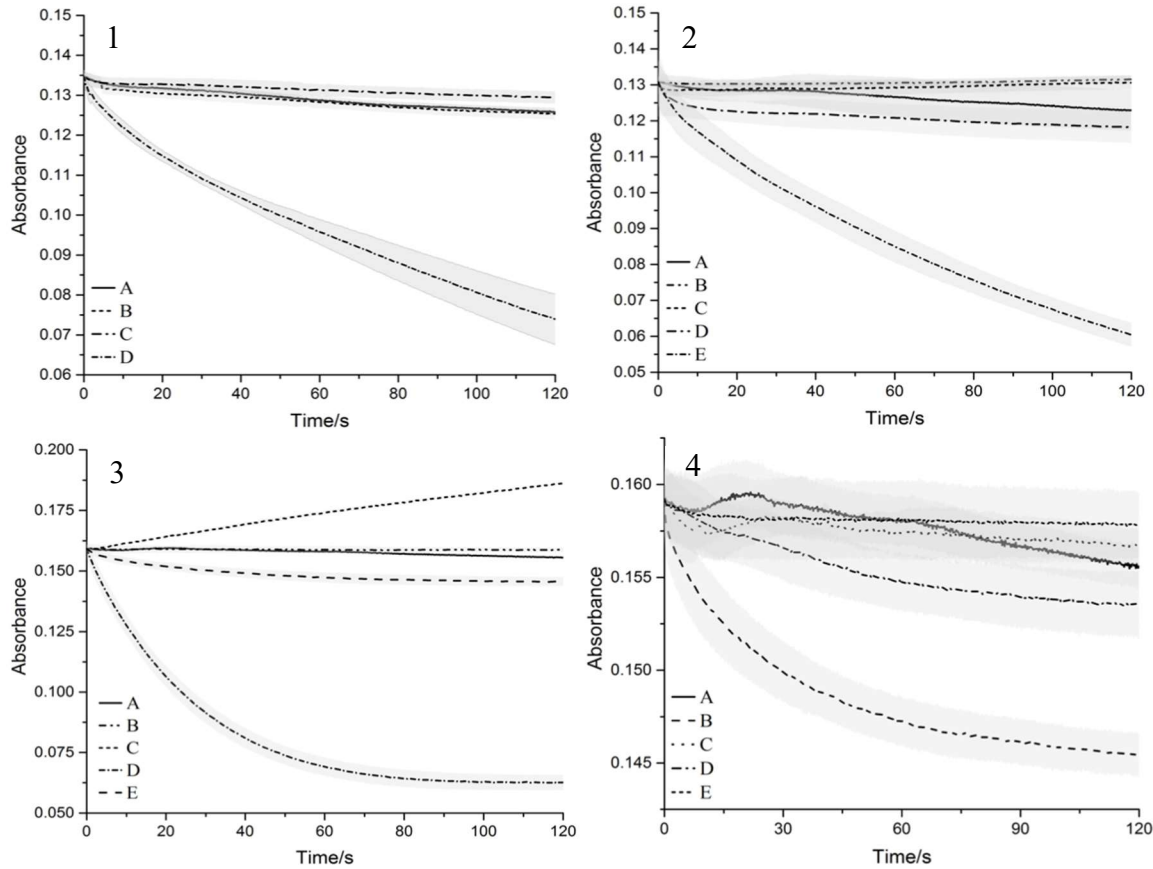 1
0.15
0.14
0.13
0.12
0.11
0.10
0.09
0.08
0.07
0.06
Absorbance
A
B
C
D
0 20 40 60 80 100 120
Time/s
2
0.15
0.14
0.13
0.12
0.11
0.10
0.09
0.08
0.07
0.06
0.05
Absorbance
A
B
C
D
E
0 20 40 60 80 100 120
Time/s
3
0.200
0.175
0.150
0.125
0.100
0.075
0.050
Absorbance
A
B
C
D
E
0 20 40 60 80 100 120
Time/s
4
0.160
0.155
0.150
0.145
Absorbance
A
B
C
D
E
0 30 60 90 120
Time/s